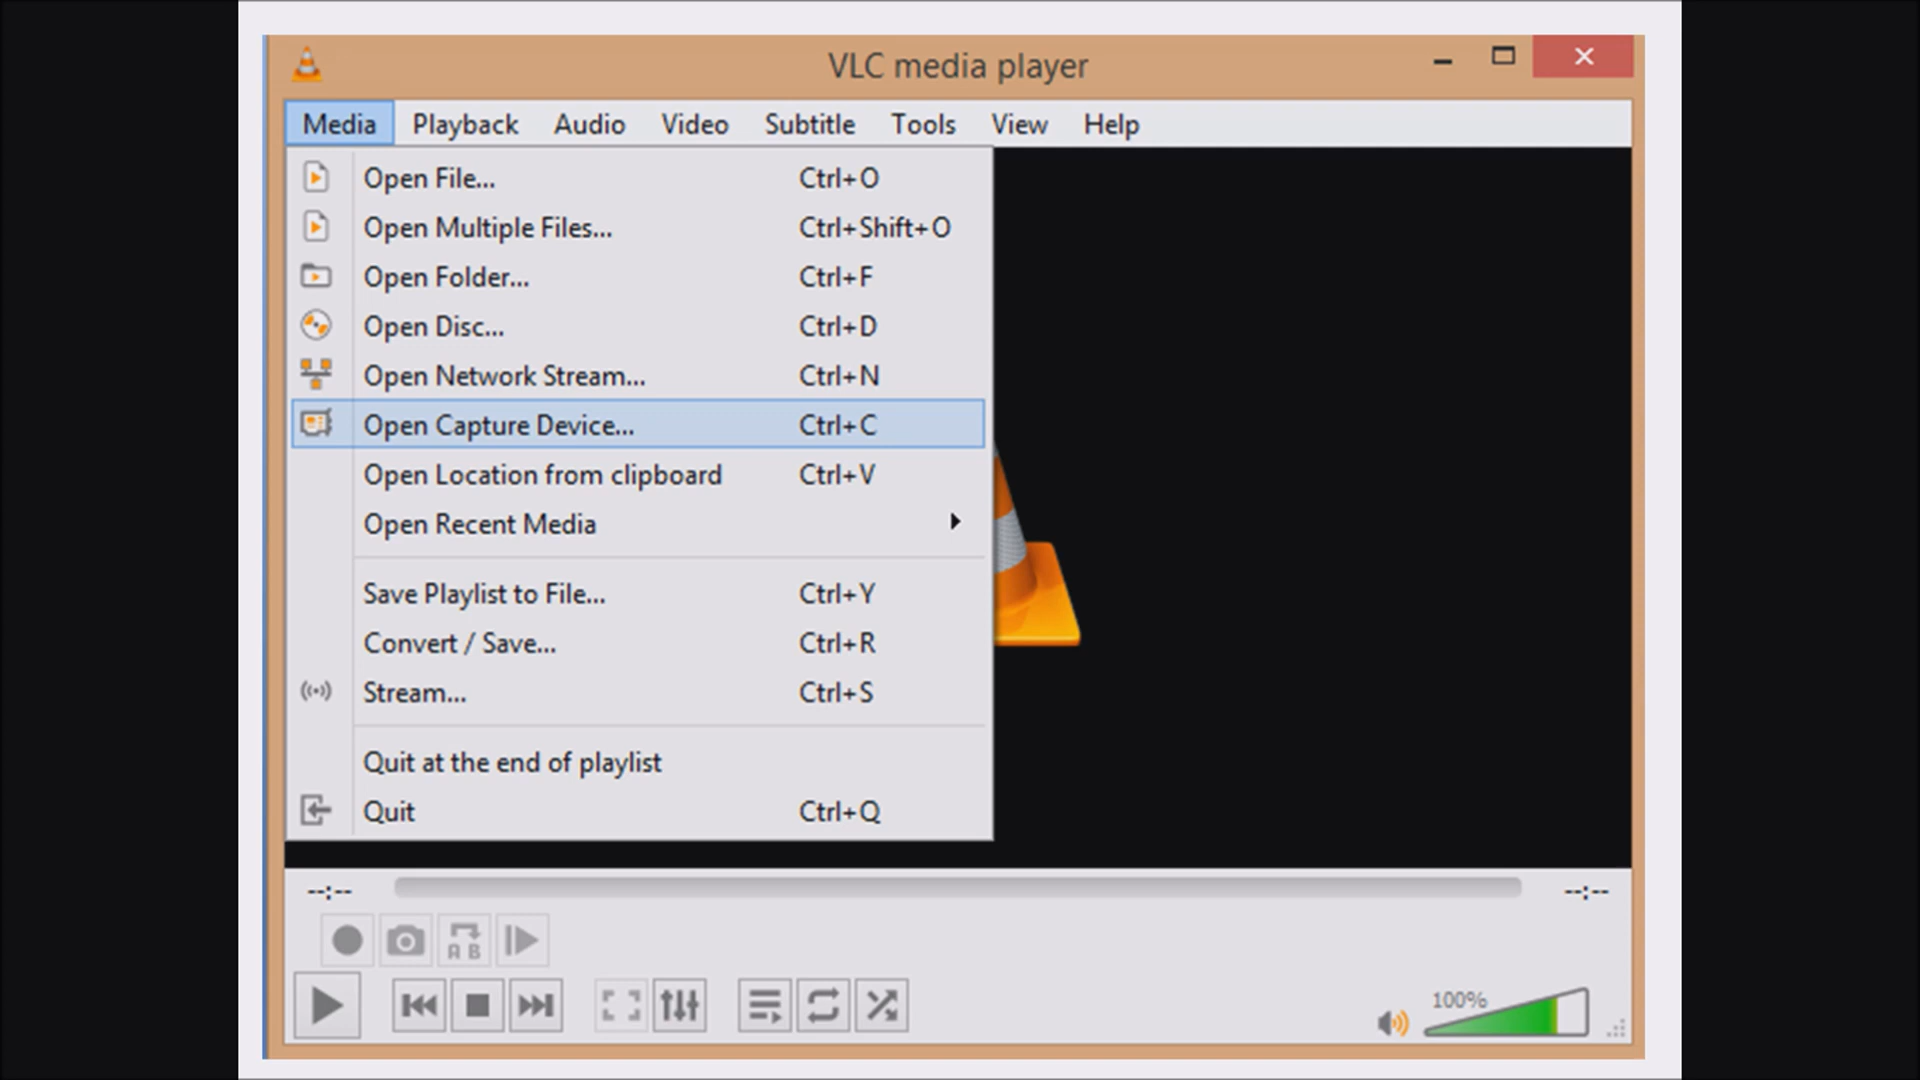 VLC media player
Media Playback Audio Video Subtitle Tools View Help
Open File... Ctrl+O
Open Multiple Files... Ctrl+Shift+O
Open Folder... Ctrl+F
Open Disc... Ctrl+D
Open Network Stream... Ctrl+N
Open Capture Device... Ctrl+C
Open Location from clipboard Ctrl+V
Open Recent Media
Save Playlist to File... Ctrl+Y
Convert / Save... Ctrl+R
Stream... Ctrl+S
Quit at the end of playlist
Quit Ctrl+Q
--:-- --:--
A B
100%